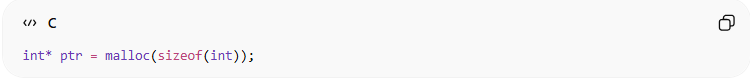 </> C
int* ptr = malloc(sizeof(int));